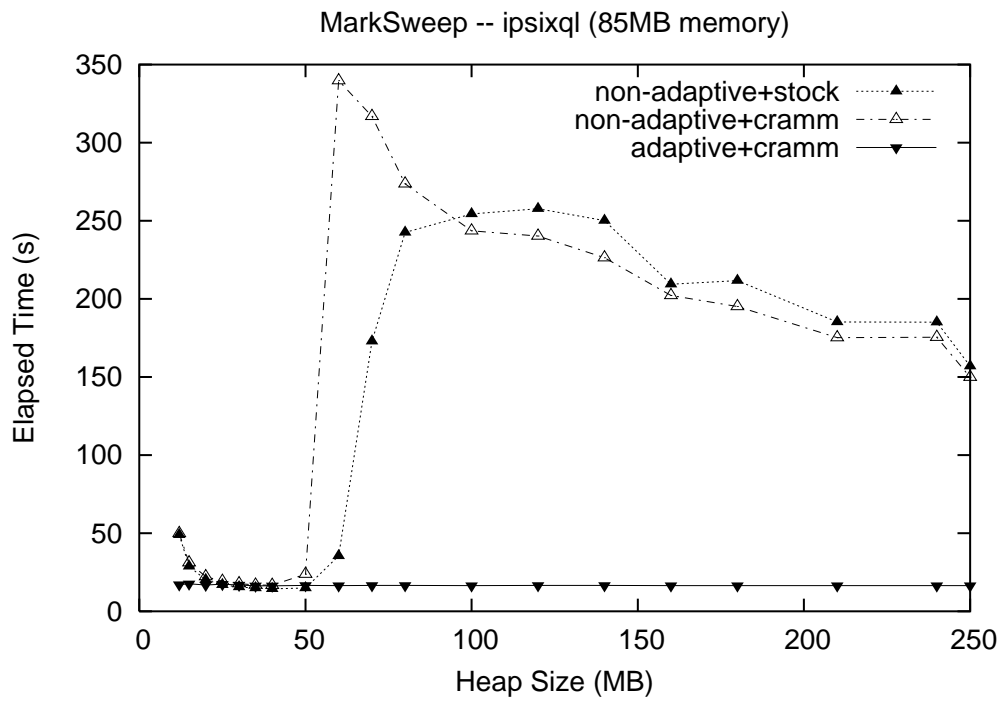 MarkSweep -- ipsixql (85MB memory)
350
300
250
200
150
100
50
0
Elapsed Time (s)
non-adaptive+stock
non-adaptive+cramm
adaptive+cramm
0 50 100 150 200 250
Heap Size (MB)